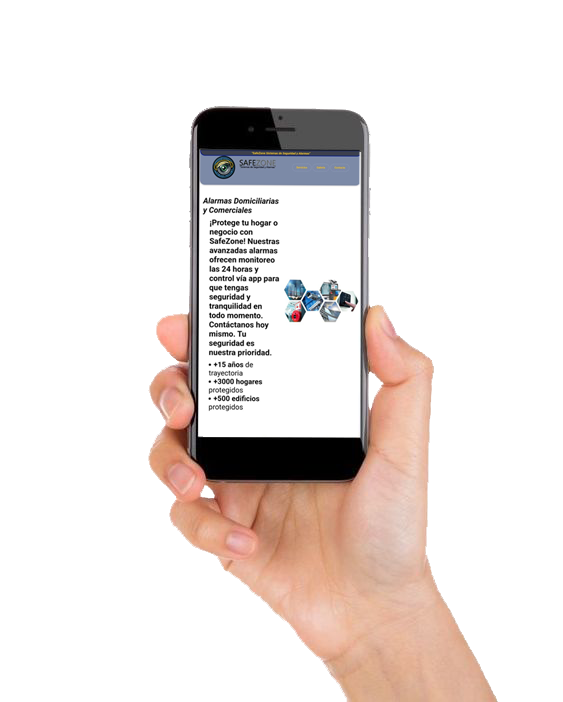 SAFEZONE
Alarmas Domiciliarias
y Comerciales
¡Protege tu hogar o
negocio con
SafeZone! Nuestras
avanzadas alarmas
ofrecen monitoreo
las 24 horas y
control vía app para
que tengas
seguridad y
tranquilidad en
todo momento.
Contáctanos hoy
mismo. Tu
seguridad es
nuestra prioridad.
• +15 años de
trayectoria
• +3000 hogares
protegidos
• +500 edificios
protegidos